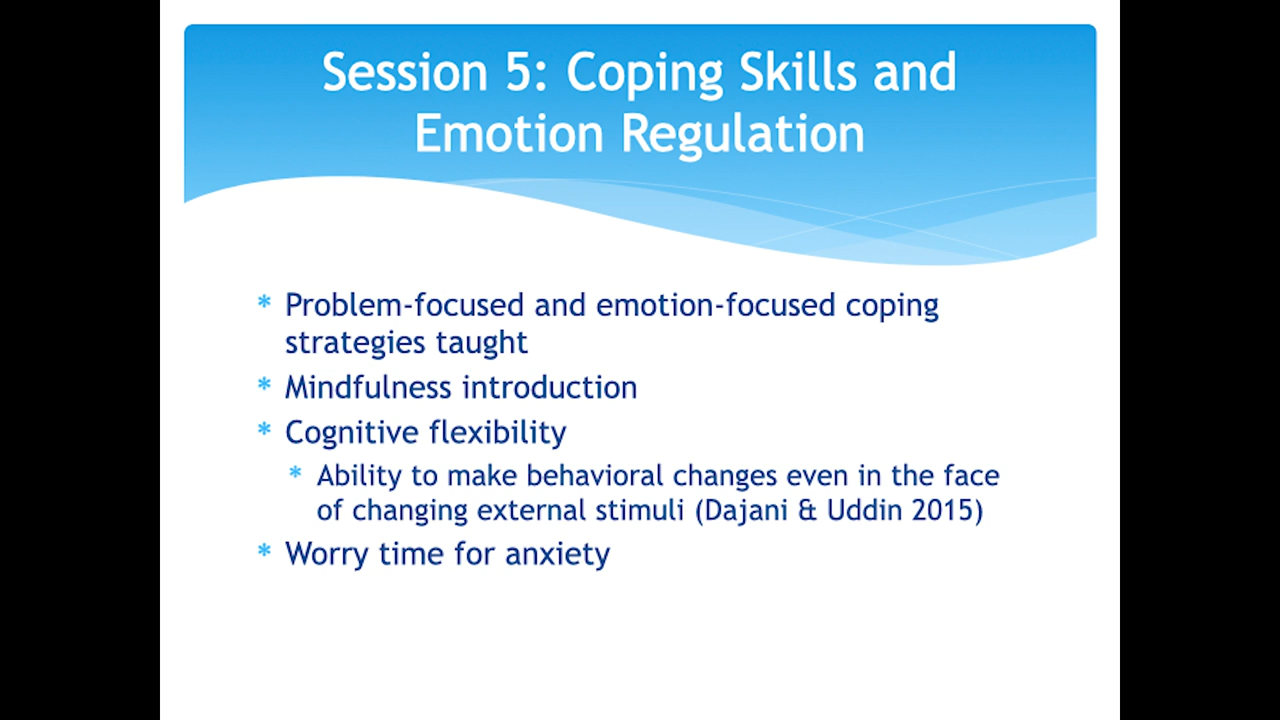 Session 5: Coping Skills and
Emotion Regulation
* Problem-focused and emotion-focused coping
strategies taught
* Mindfulness introduction
* Cognitive flexibility
* Ability to make behavioral changes even in the face
of changing external stimuli (Dajani & Uddin 2015)
* Worry time for anxiety